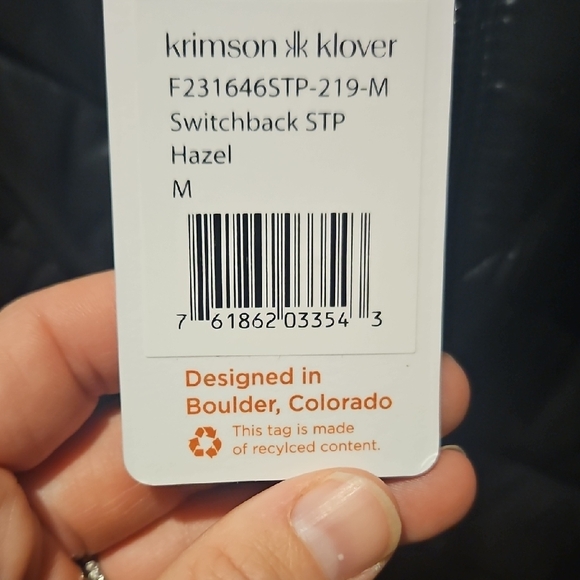 krimson klover
F231646STP-219-M
Switchback STP
Hazel
M
7 61862 03354 3
Designed in
Boulder, Colorado
This tag is made
of recylced content.